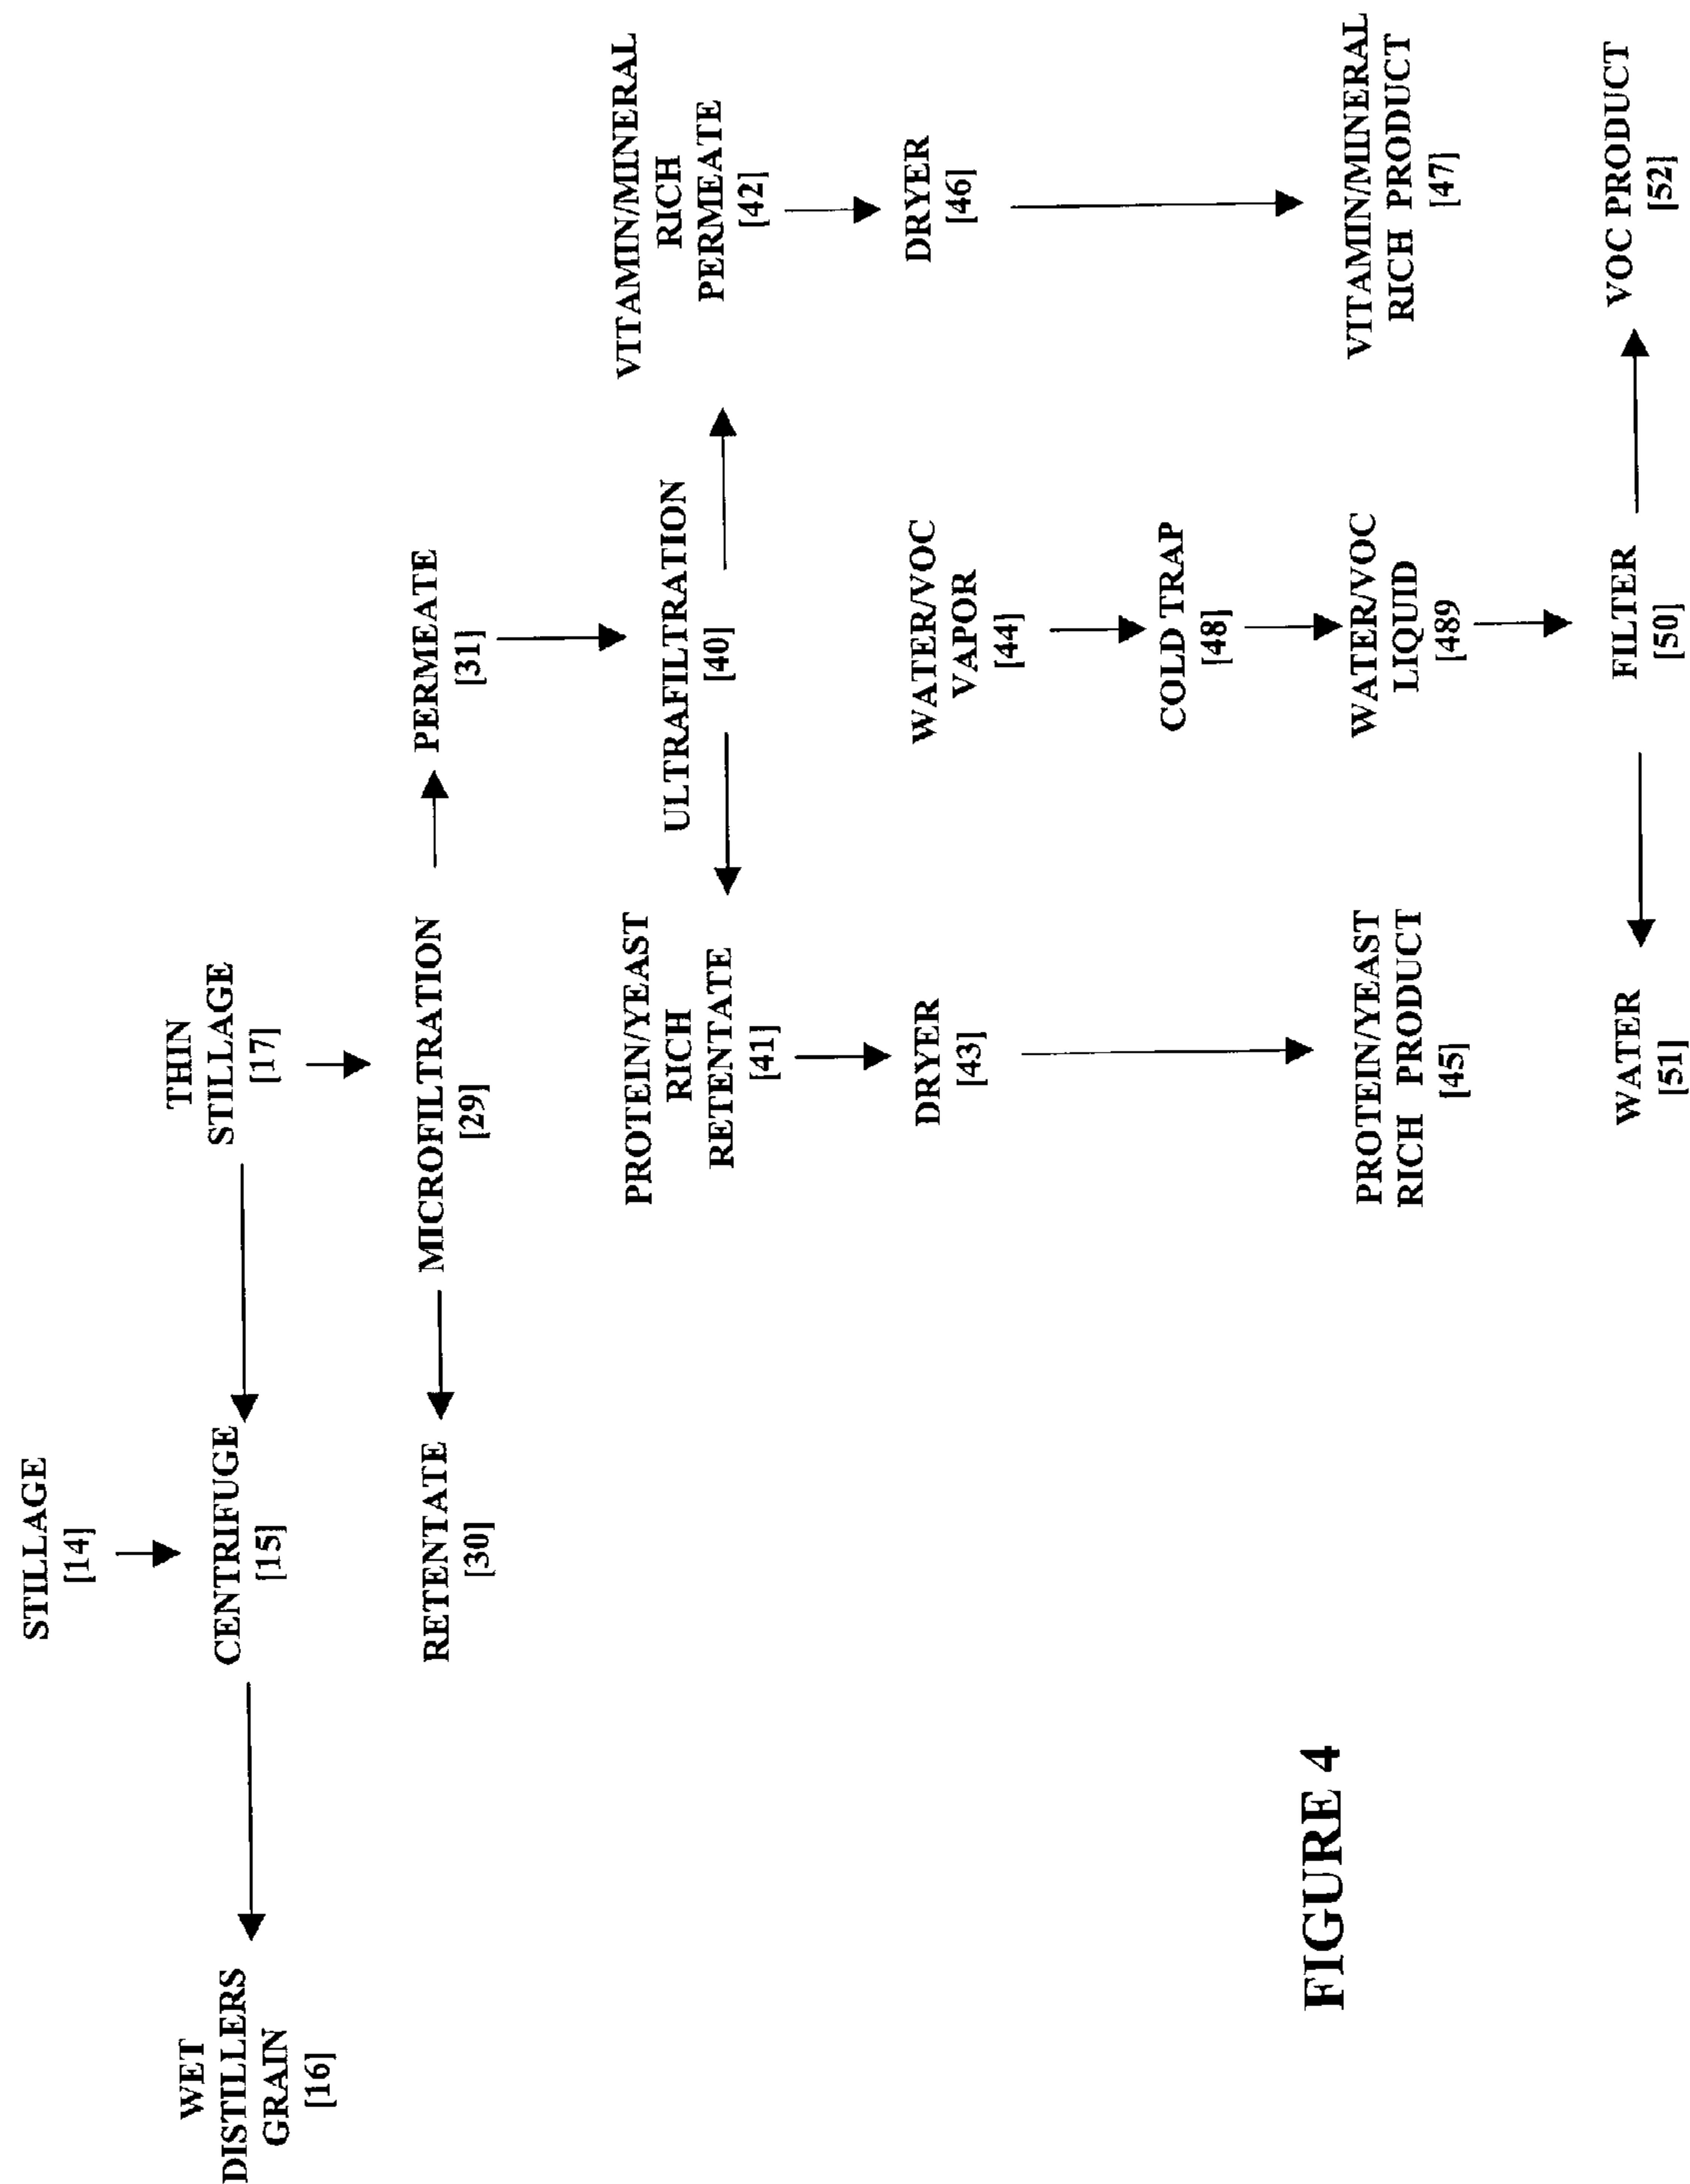 STILLAGE
[14]
WET
DISTILLERS
GRAIN
[16]
CENTRIFUGE
[15]
THIN
STILLAGE
[17]
RETENTATE
[30]
MICROFILTRATION
[29]
PERMEATE
[31]
PROTEIN/YEAST
RICH
RETENTATE
[41]
ULTRAFILTRATION
[40]
VITAMIN/MINERAL
RICH
PERMEATE
[42]
DRYER
[43]
WATER/VOC
VAPOR
[44]
DRYER
[46]
COLD TRAP
[48]
PROTEIN/YEAST
RICH PRODUCT
[45]
WATER/VOC
LIQUID
[489
VITAMIN/MINERAL
RICH PRODUCT
[47]
WATER
[51]
FILTER
[50]
VOC PRODUCT
[52]
FIGURE 4